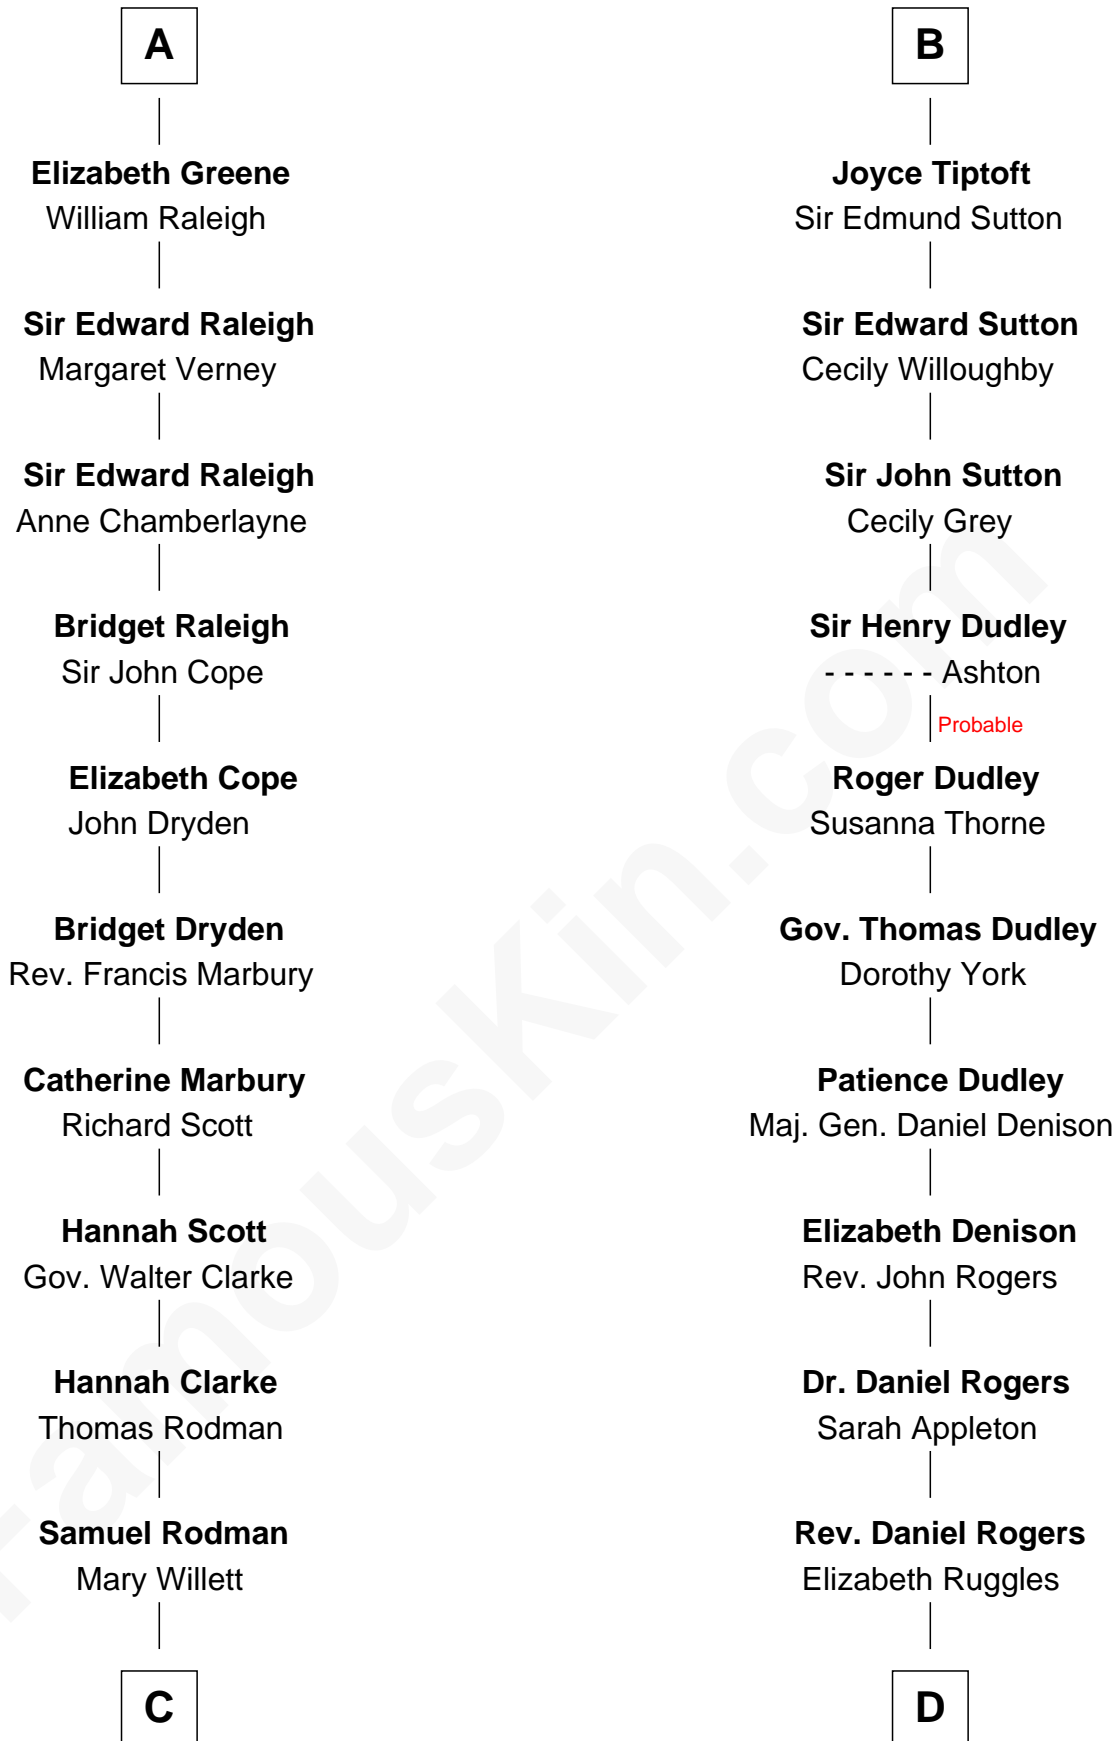 A
Elizabeth Greene
William Raleigh
Sir Edward Raleigh
Margaret Verney
Sir Edward Raleigh
Anne Chamberlayne
Bridget Raleigh
Sir John Cope
Elizabeth Cope
John Dryden
Bridget Dryden
Rev. Francis Marbury
Catherine Marbury
Richard Scott
Hannah Scott
Gov. Walter Clarke
Hannah Clarke
Thomas Rodman
Samuel Rodman
Mary Willett
C
B
Joyce Tiptoft
Sir Edmund Sutton
Sir Edward Sutton
Cecily Willoughby
Sir John Sutton
Cecily Grey
Sir Henry Dudley
- - - - - - Ashton
Probable
Roger Dudley
Susanna Thorne
Gov. Thomas Dudley
Dorothy York
Patience Dudley
Maj. Gen. Daniel Denison
Elizabeth Denison
Rev. John Rogers
Dr. Daniel Rogers
Sarah Appleton
Rev. Daniel Rogers
Elizabeth Ruggles
D
FamousKin.com